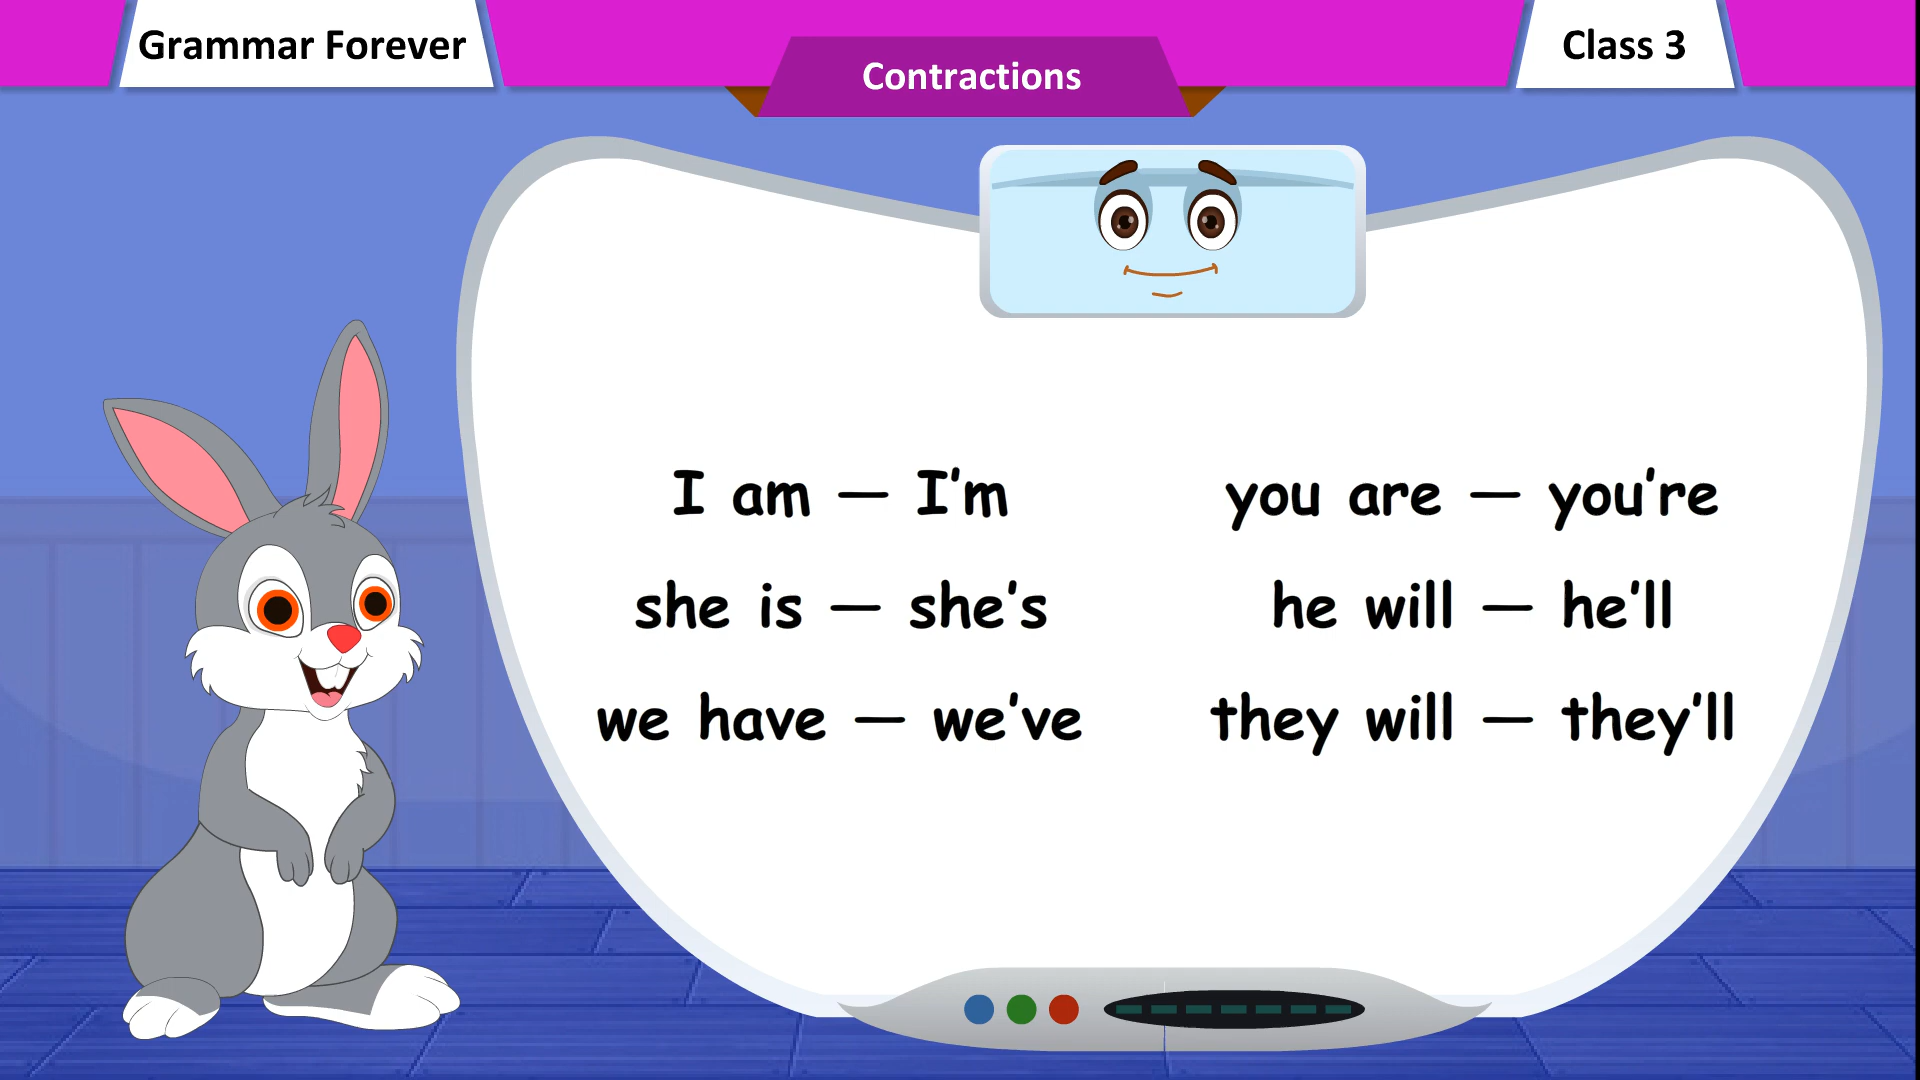 Grammar Forever
Contractions
Class 3
I am — I'm
you are — you're
she is — she's
he will — he'll
we have — we've
they will — they'll